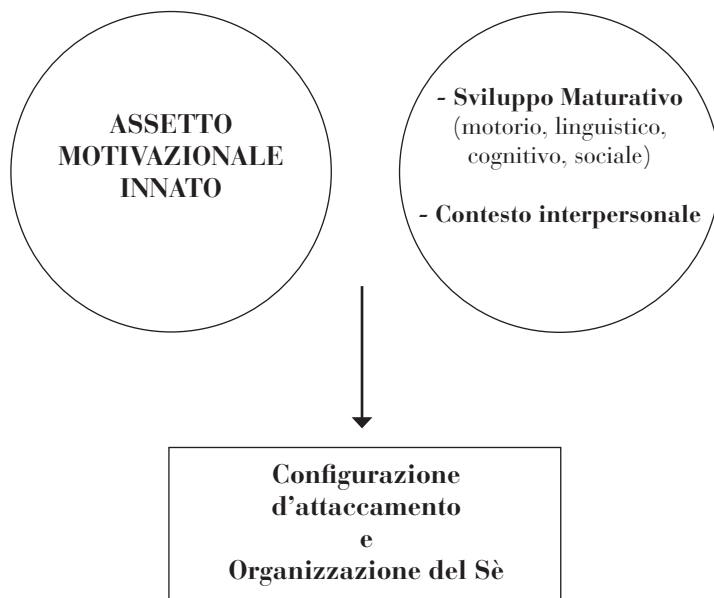 ASSETTO
MOTIVAZIONALE
INNATO
- Sviluppo Maturativo
(motorio, linguistico,
cognitivo, sociale)
- Contesto interpersonale
Configurazione
d’attaccamento
e
Organizzazione del Sè